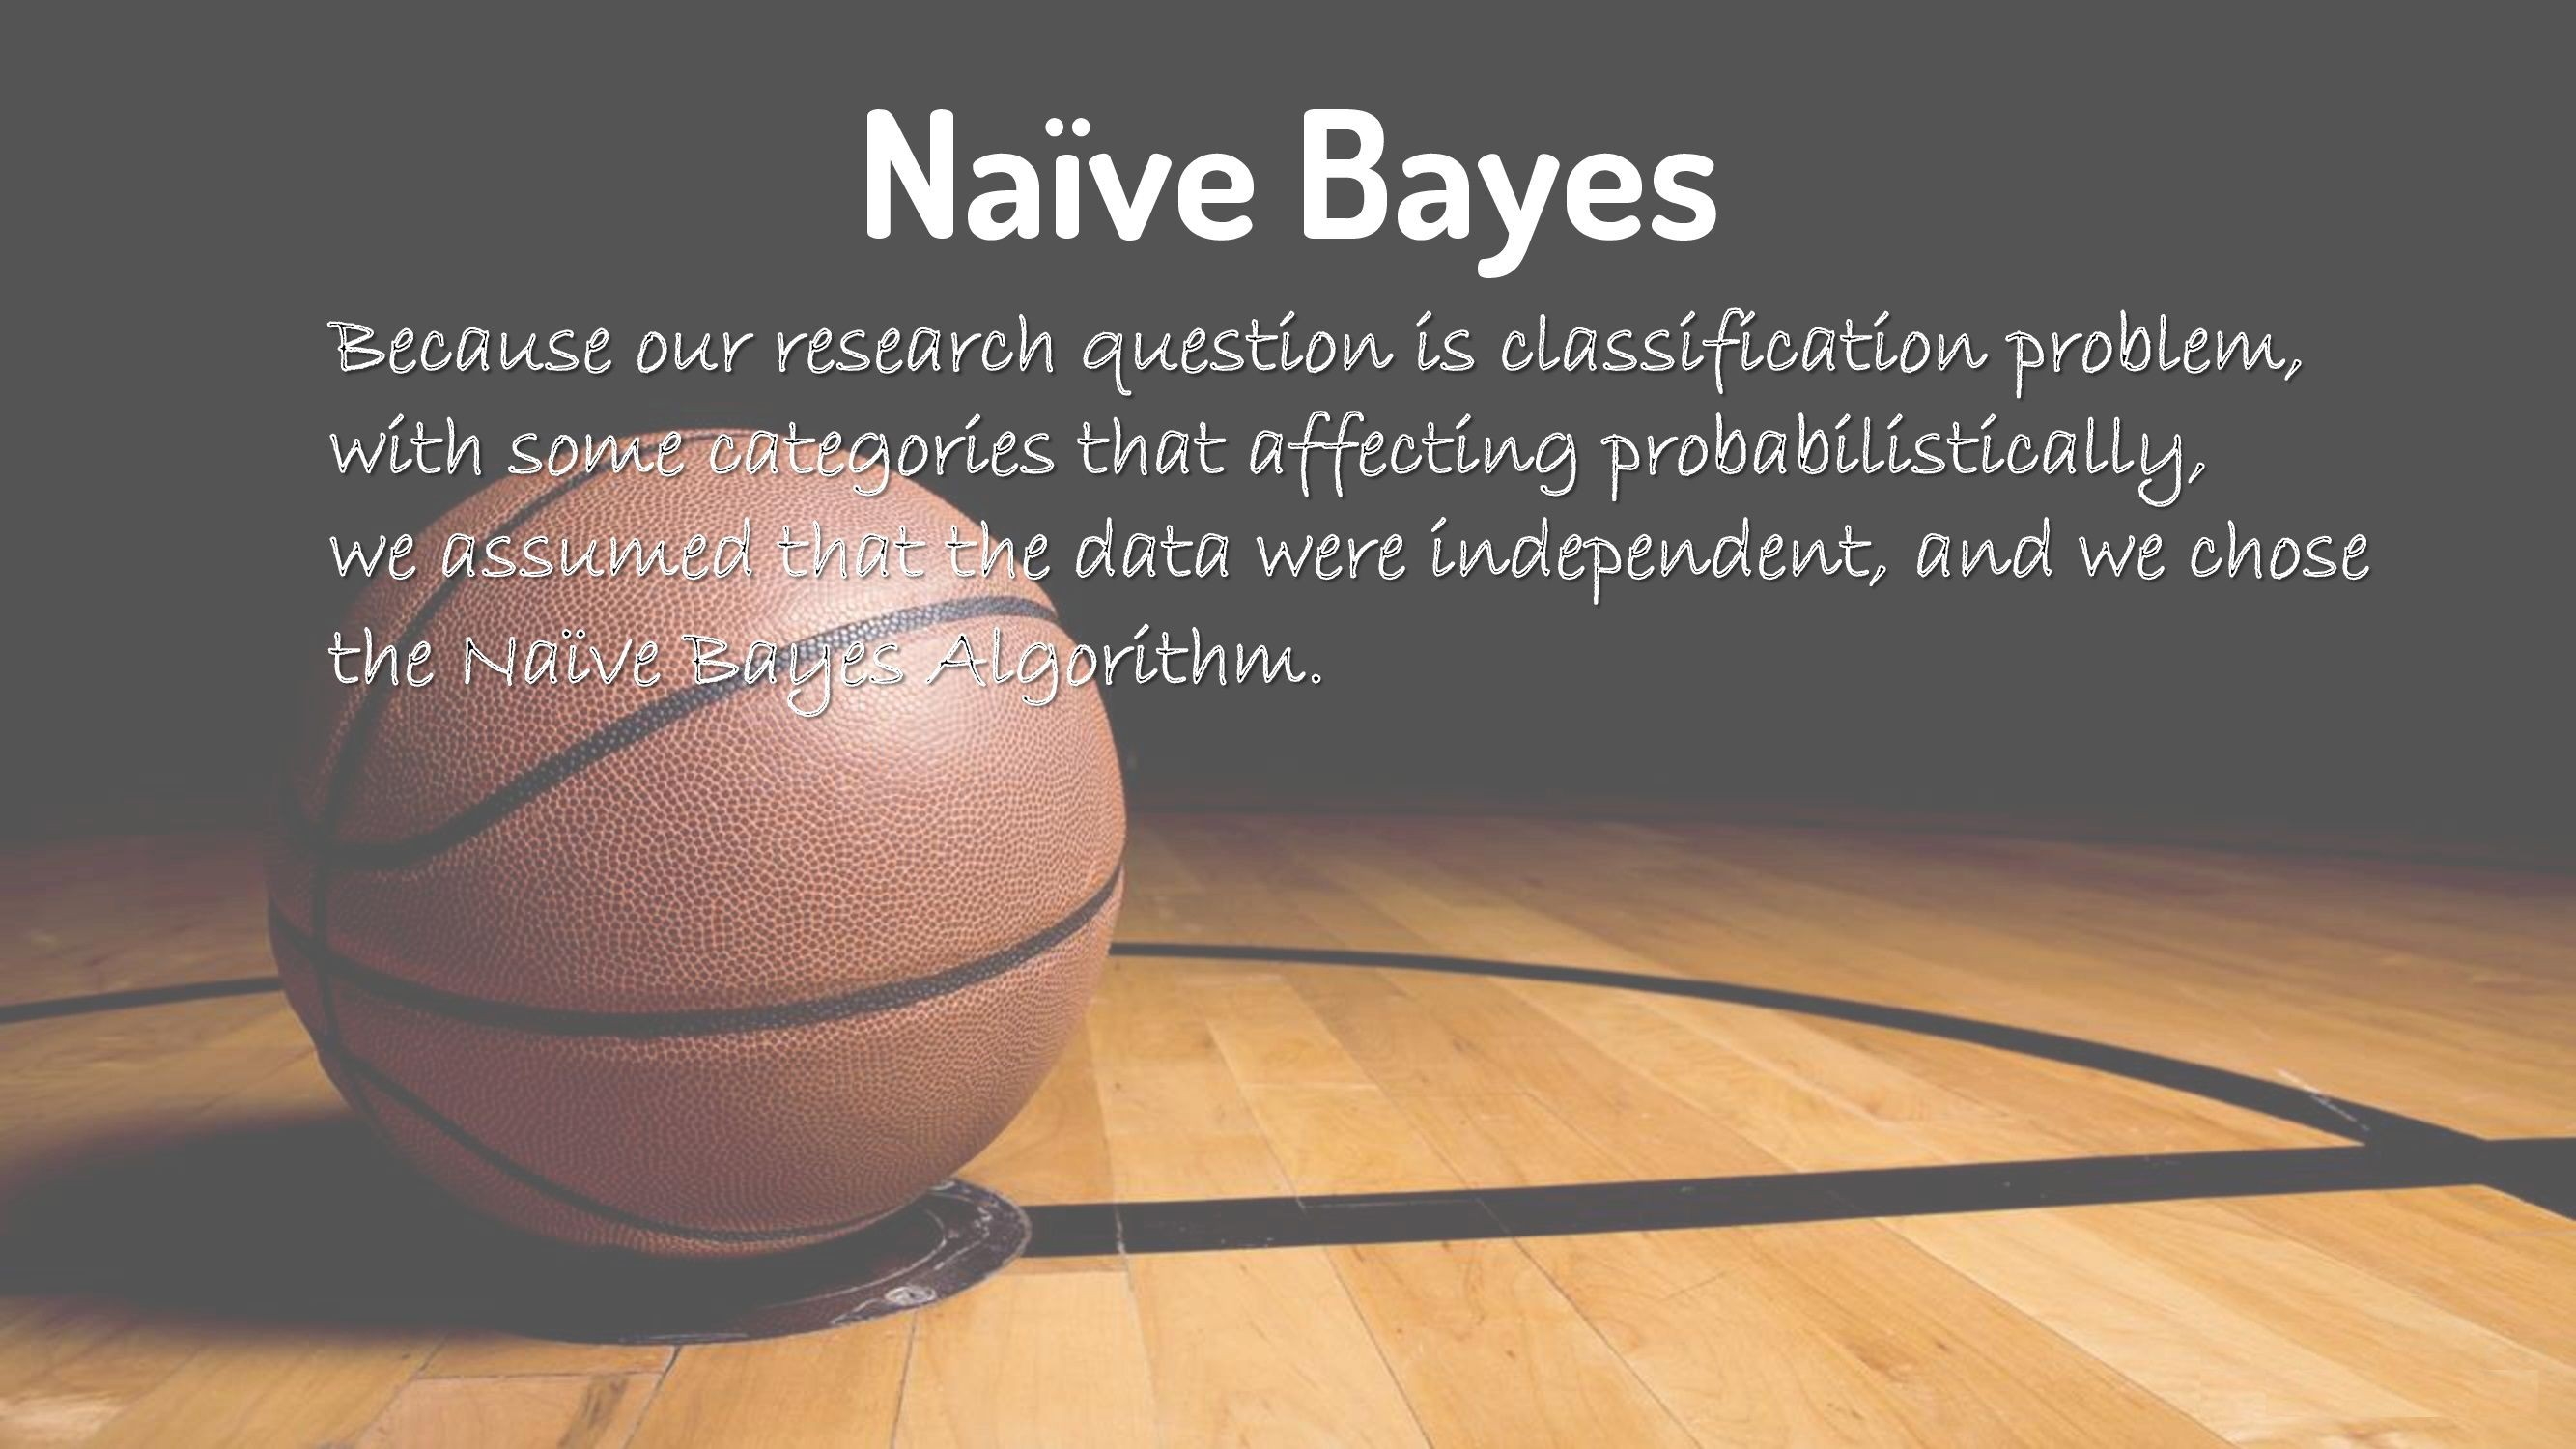 Naïve Bayes
Because our research question is classification problem,
with some categories that affecting probabilistically,
we assumed that the data were independent, and we chose
the Naïve Bayes Algorithm.